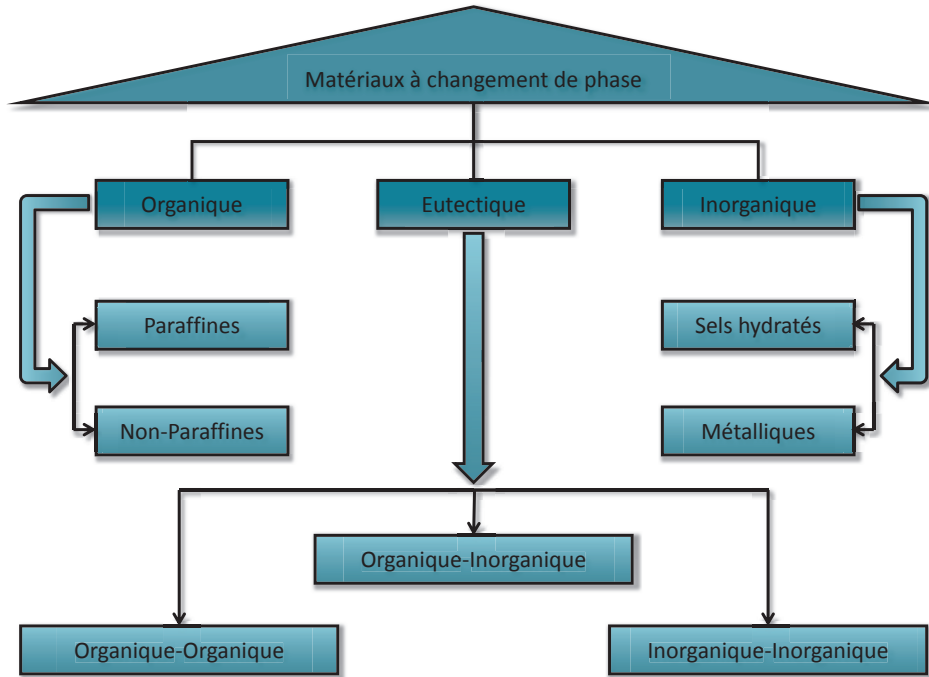 Matériaux à changement de phase
Organique
Eutectique
Inorganique
Paraffines
Sels hydratés
Non-Paraffines
Métalliques
Organique-Inorganique
Organique-Organique
Inorganique-Inorganique